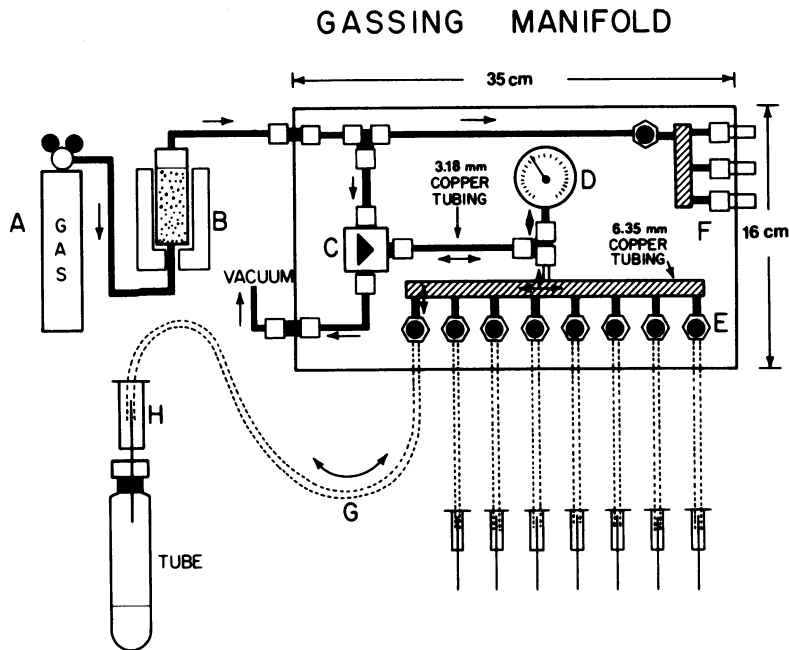 GASSING MANIFOLD
35 cm
A
GAS
B
3.18 mm
COPPER
TUBING
D
C
F
6.35 mm
COPPER
TUBING
16 cm
VACUUM
E
H
G
TUBE